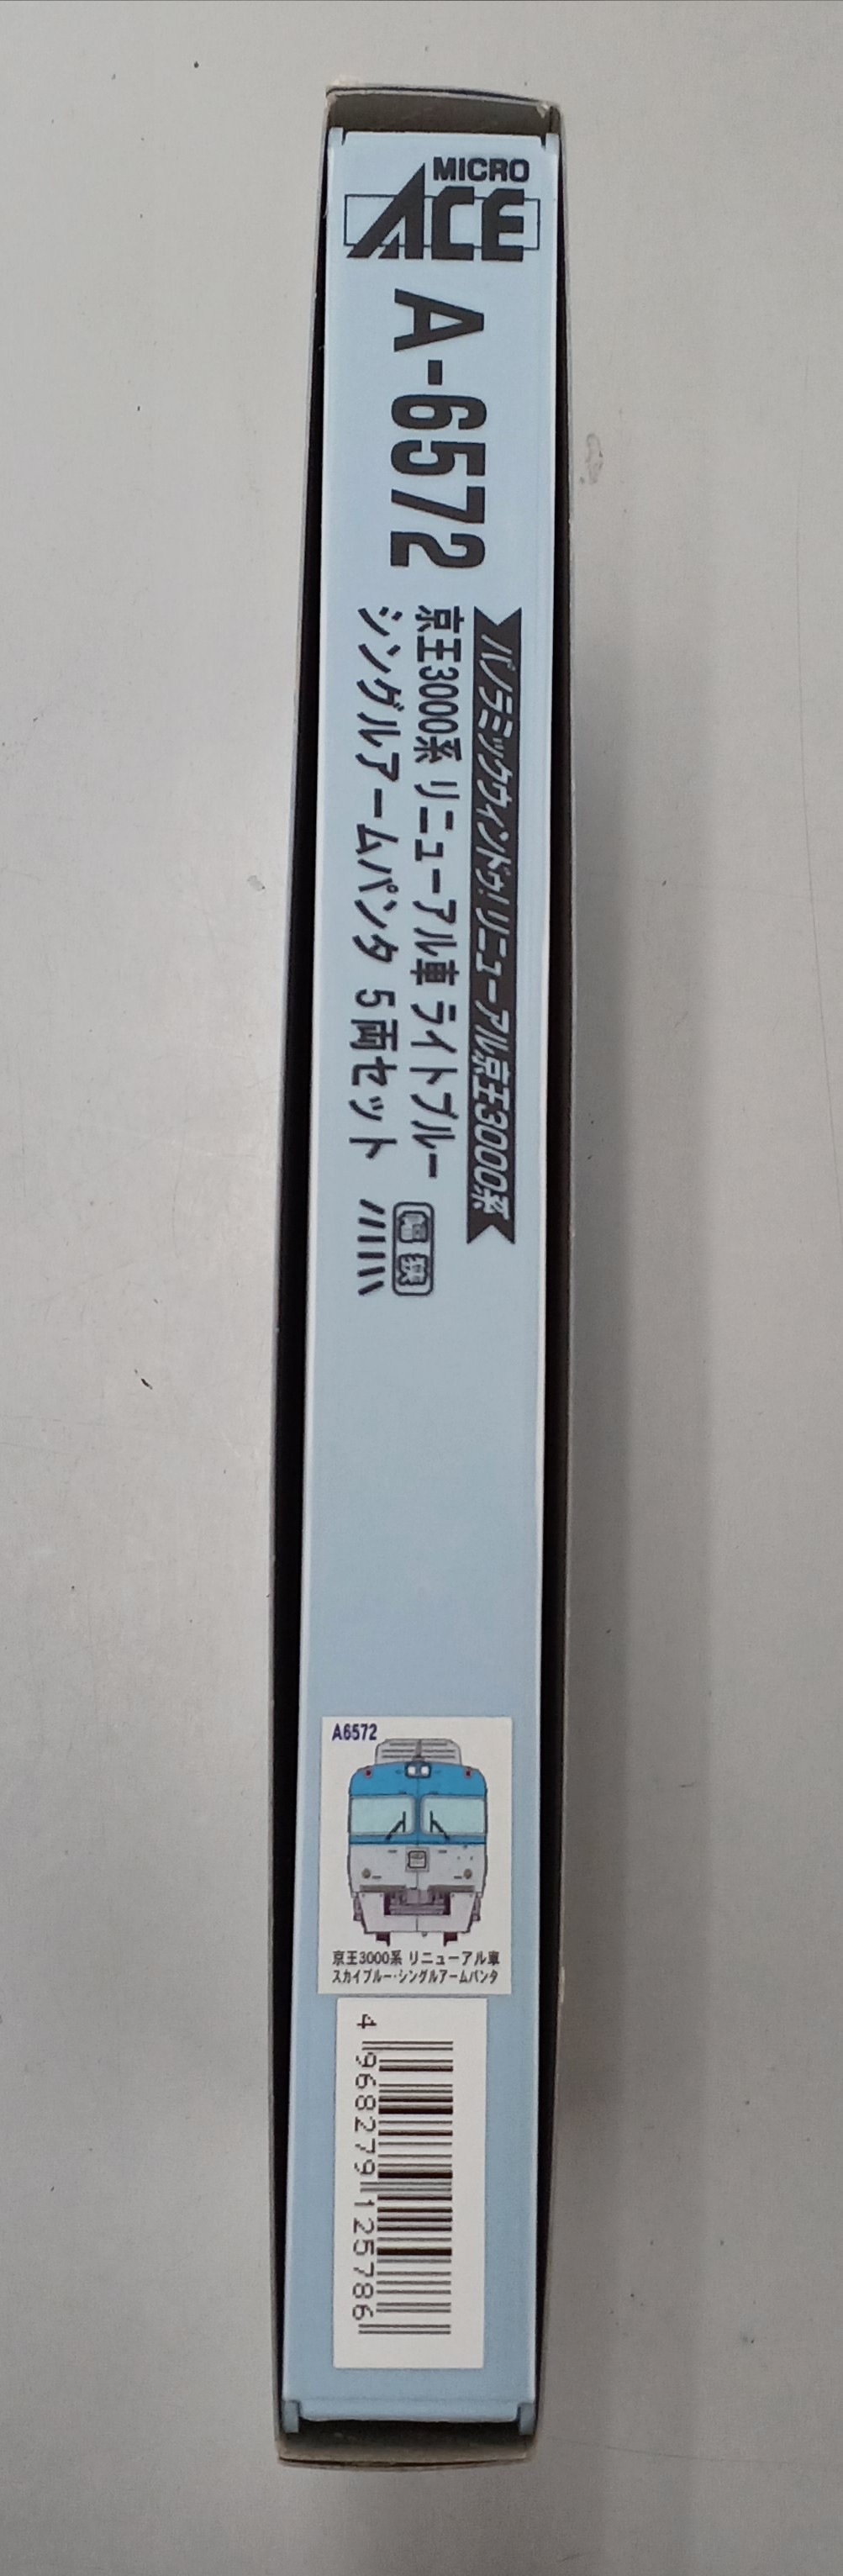 MICRO
ACE
A-6572
パノラミックウィンドゥ!リニューアル京王3000系
京王3000系 リニューアル車 ライトブルー
シングルアームパンタ 5両セット
A6572
京王3000系 リニューアル車
スカイブルー・シングルアームパンタ
4 968279 125786